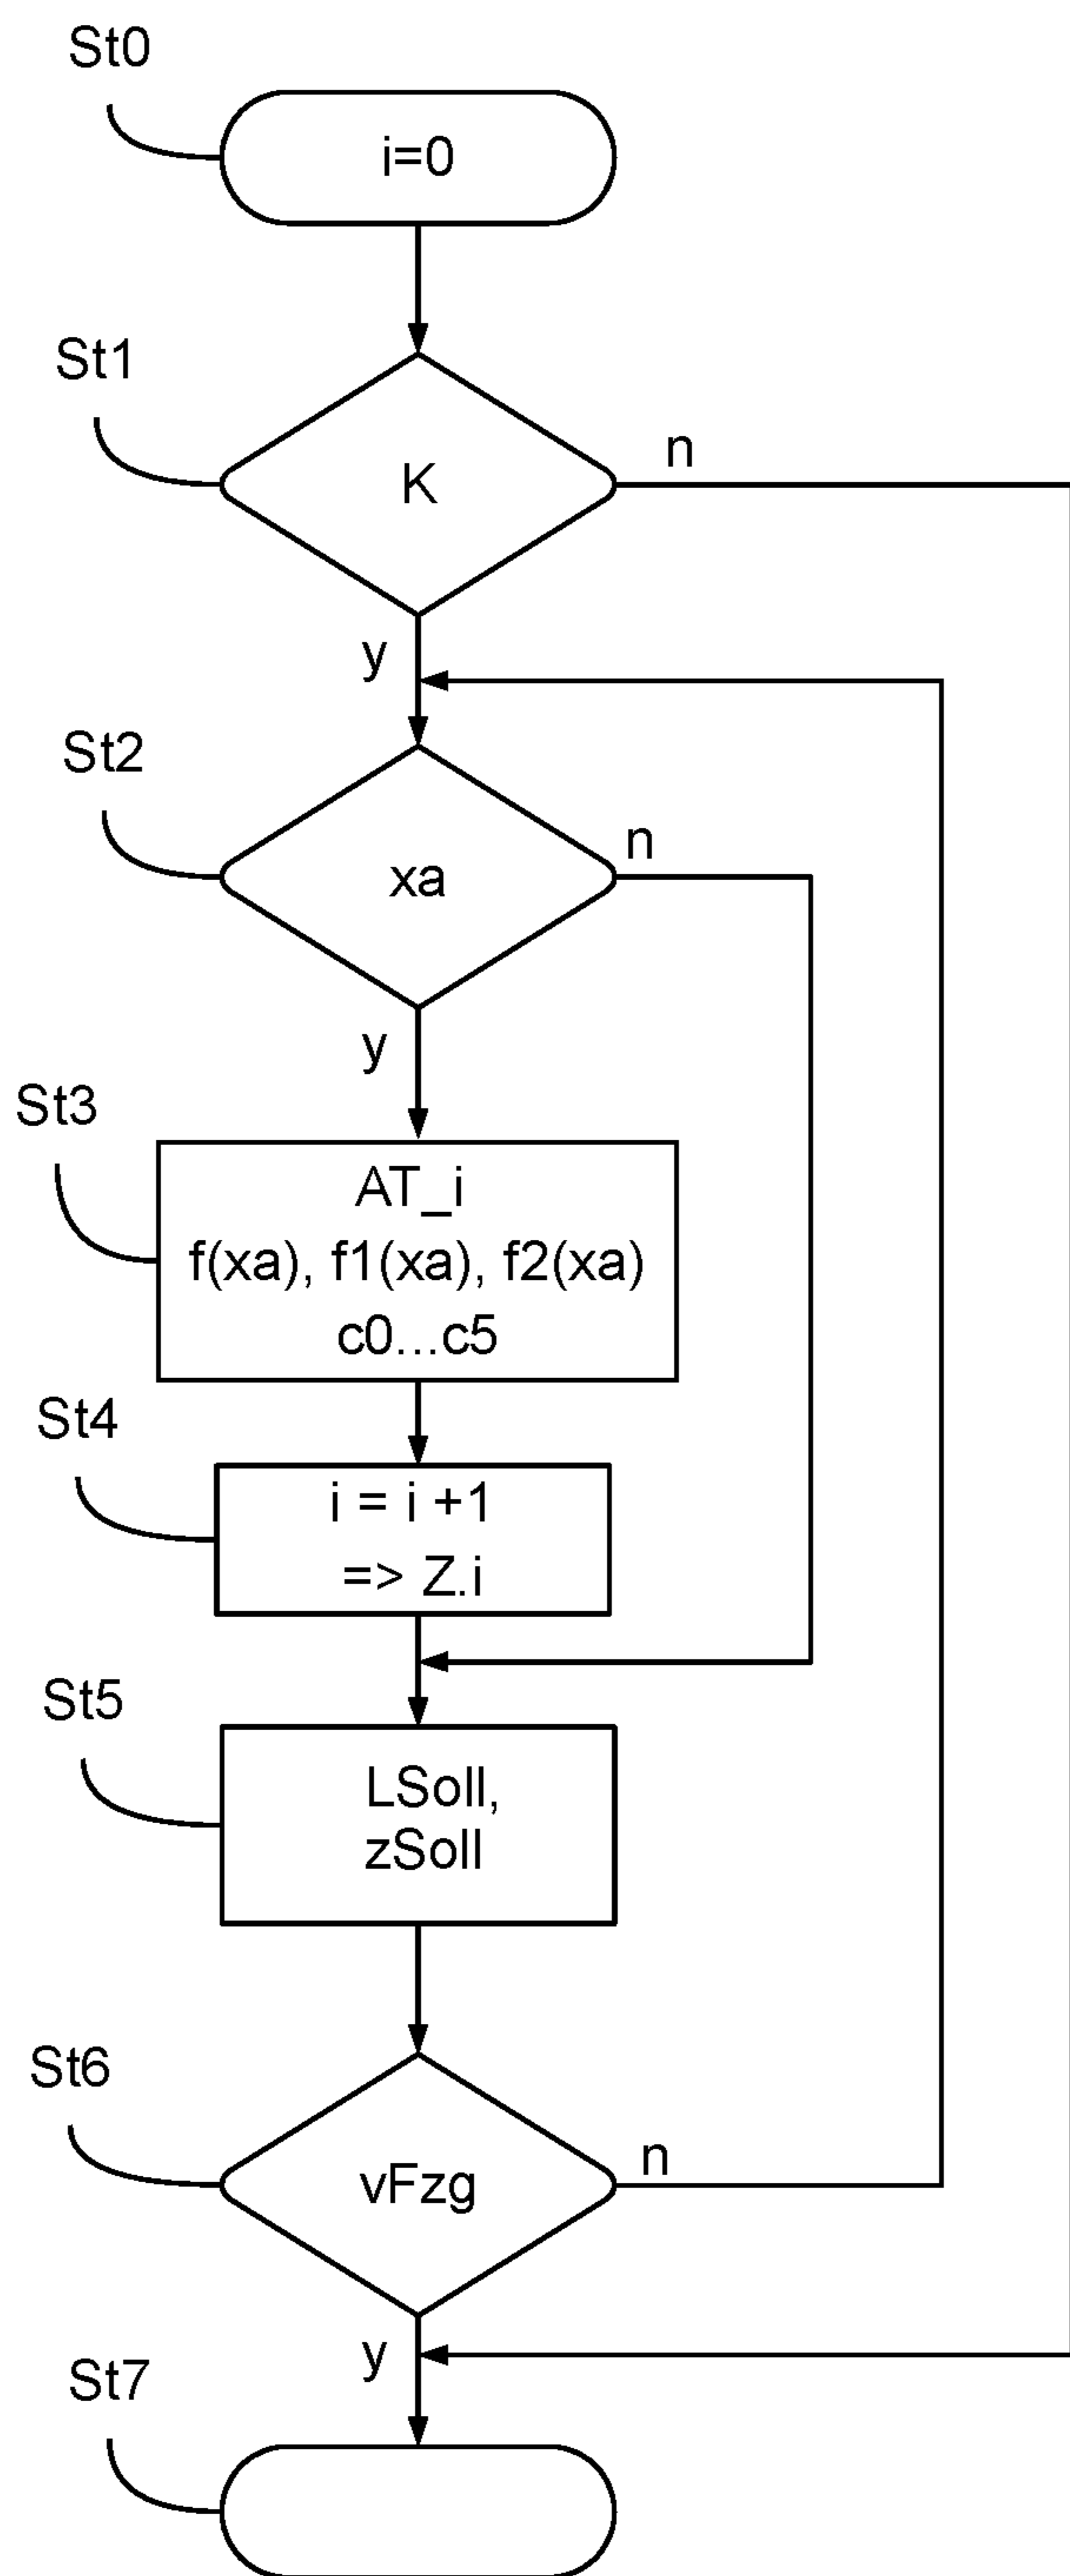 St0
i=0
St1
K
n
y
St2
xa
n
y
St3
AT_i
f(xa), f1(xa), f2(xa)
c0...c5
St4
i = i +1
=> Z.i
St5
LSoll,
zSoll
St6
vFzg
n
y
St7